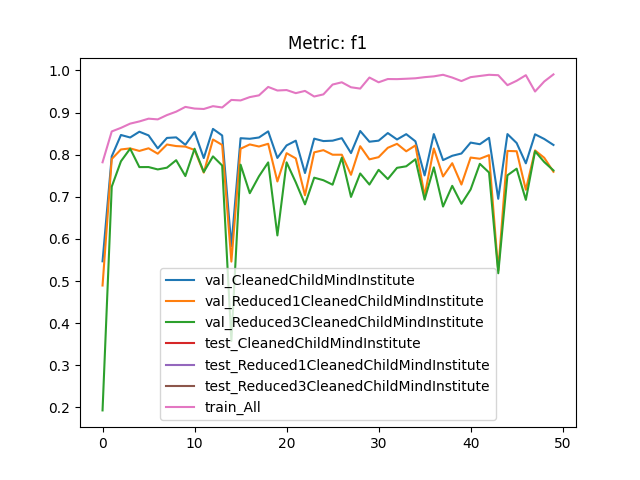 Metric: f1
1.0
0.9
0.8
0.7
0.6
0.5
0.4
0.3
0.2
val_CleanedChildMindInstitute
val_Reduced1CleanedChildMindInstitute
val_Reduced3CleanedChildMindInstitute
test_CleanedChildMindInstitute
test_Reduced1CleanedChildMindInstitute
test_Reduced3CleanedChildMindInstitute
train_All
0 10 20 30 40 50